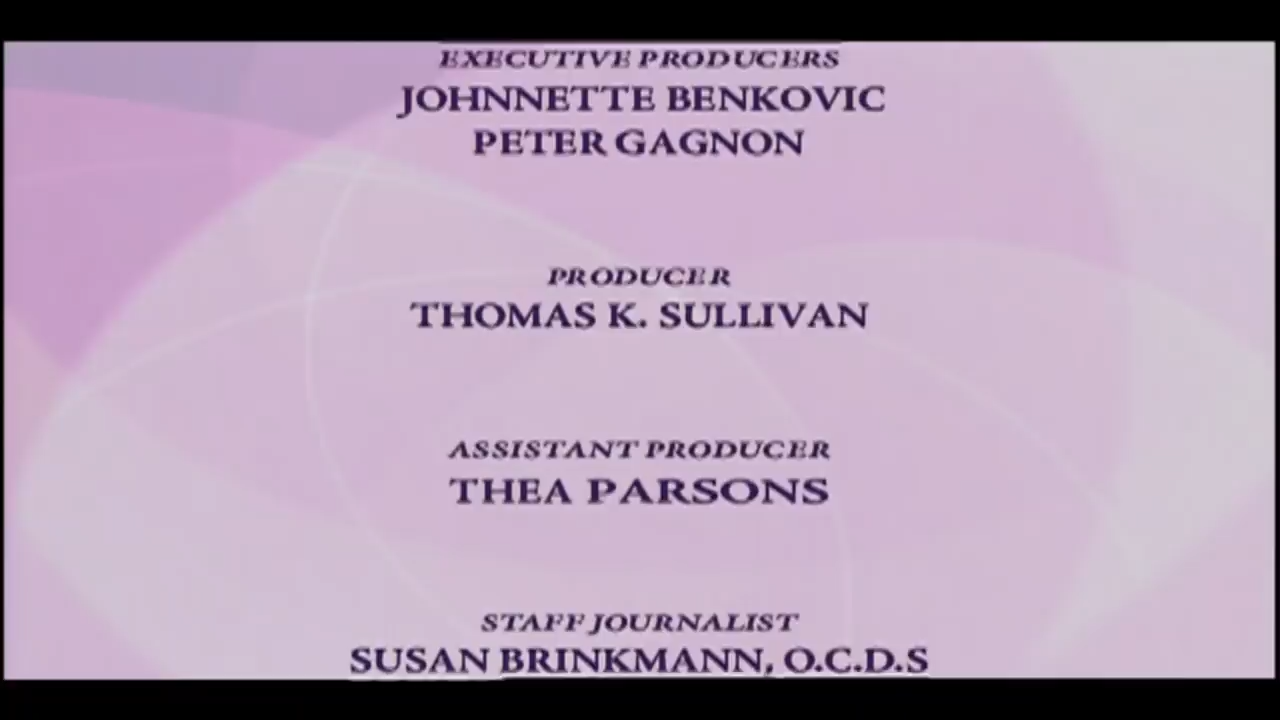 EXECUTIVE PRODUCERS
JOHNNETTE BENKOVIC
PETER GAGNON
PRODUCER
THOMAS K. SULLIVAN
ASSISTANT PRODUCER
THEA PARSONS
STAFF JOURNALIST
SUSAN BRINKMANN, O.C.D.S